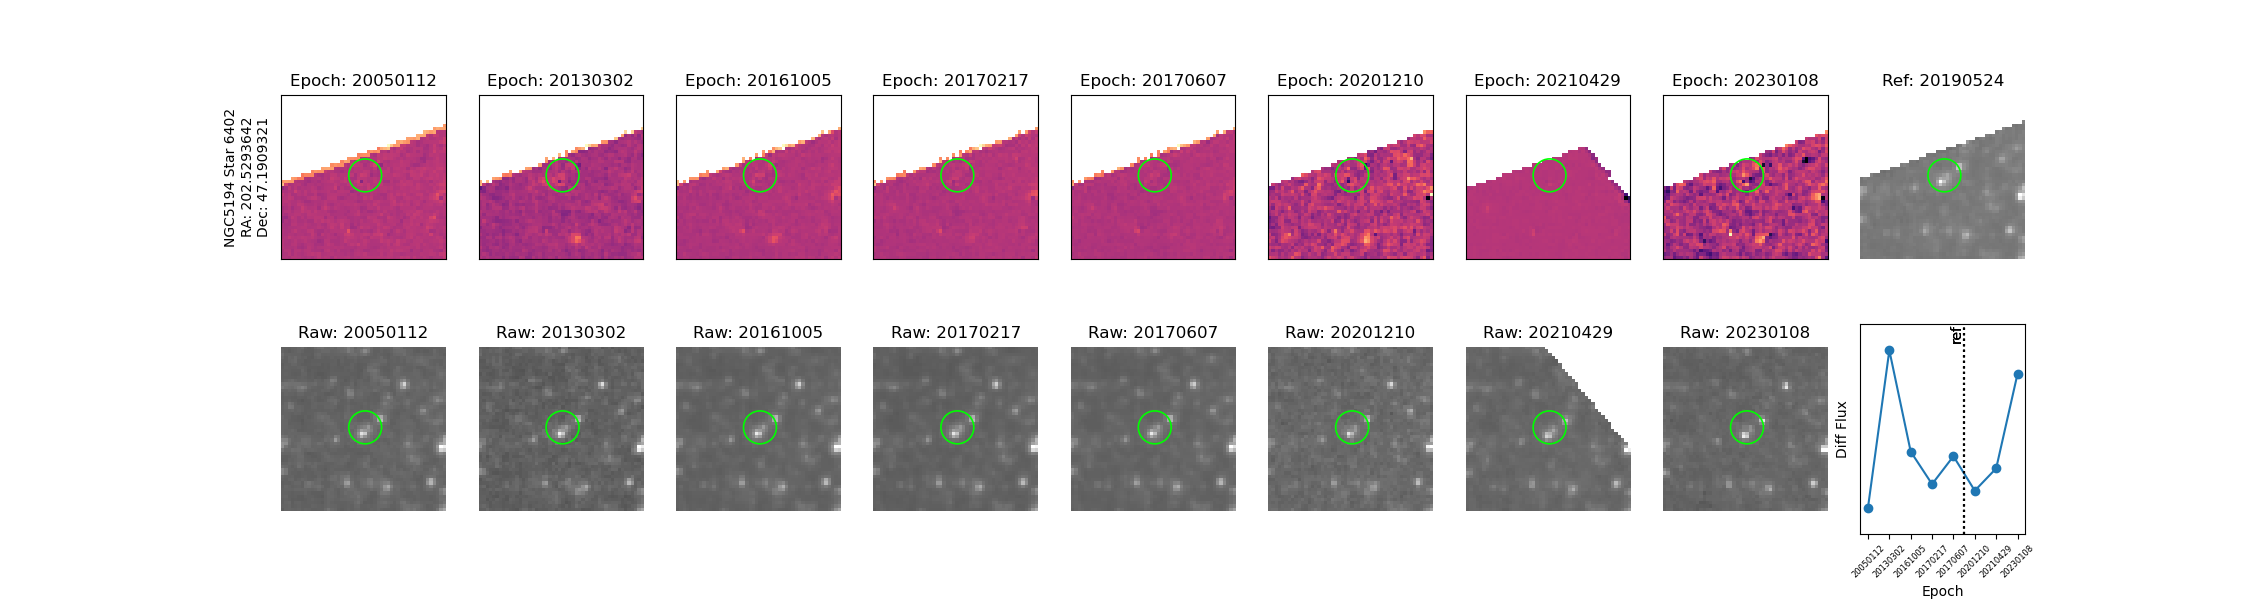 NGC5194 Star 6402
RA: 202.5293642
Dec: 47.1909321
Epoch: 20050112
Epoch: 20130302
Epoch: 20161005
Epoch: 20170217
Epoch: 20170607
Epoch: 20201210
Epoch: 20210429
Epoch: 20230108
Ref: 20190524
Raw: 20050112
Raw: 20130302
Raw: 20161005
Raw: 20170217
Raw: 20170607
Raw: 20201210
Raw: 20210429
Raw: 20230108
ref
Diff Flux
20050112
20130302
20161005
20170217
20170607
20201210
20210429
20230108
Epoch